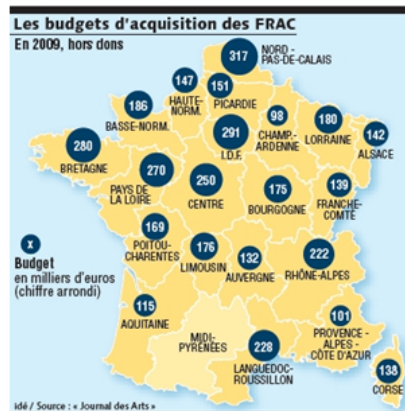 Les budgets d'acquisition des FRAC
En 2009, hors dons
317
NORD -
PAS-DE-CALAIS
147
HAUTE-
NORM.
151
PICARDIE
186
BASSE-NORM.
98
CHAMP.-
ARDENNE
180
LORRAINE
142
ALSACE
291
I.D.F.
280
BRETAGNE
270
PAYS DE
LA LOIRE
250
CENTRE
175
BOURGOGNE
139
FRANCHE-
COMTÉ
169
POITOU-
CHARENTES
176
LIMOUSIN
132
AUVERGNE
222
RHÔNE-ALPES
x
Budget
en milliers d'euros
(chiffre arrondi)
115
AQUITAINE
MIDI-
PYRÉNÉES
228
LANGUEDOC-
ROUSSILLON
101
PROVENCE -
ALPES -
CÔTE D'AZUR
138
CORSE
idé / Source : « Journal des Arts »